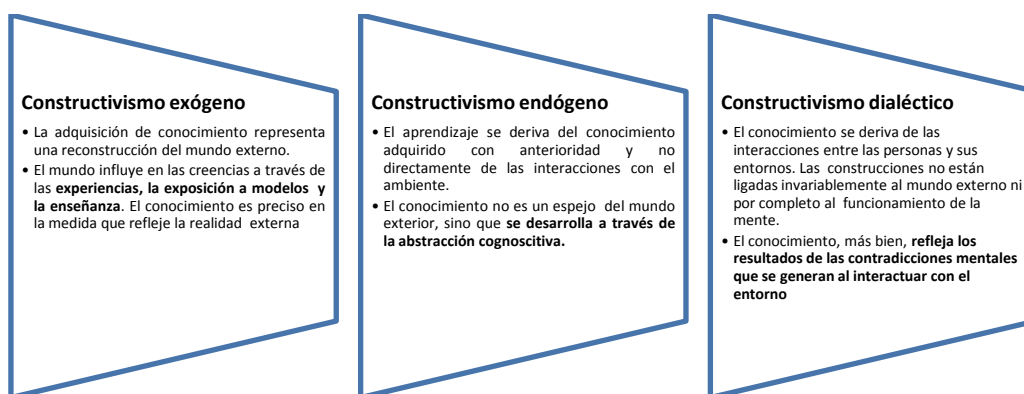 Constructivismo exógeno
• La adquisición de conocimiento representa
una reconstrucción del mundo externo.
• El mundo influye en las creencias a través de
las experiencias, la exposición a modelos y
la enseñanza. El conocimiento es preciso en
la medida que refleje la realidad externa
Constructivismo endógeno
• El aprendizaje se deriva del conocimiento
adquirido con anterioridad y no
directamente de las interacciones con el
ambiente.
• El conocimiento no es un espejo del mundo
exterior, sino que se desarrolla a través de
la abstracción cognoscitiva.
Constructivismo dialéctico
• El conocimiento se deriva de las
interacciones entre las personas y sus
entornos. Las construcciones no están
ligadas invariablemente al mundo externo ni
por completo al funcionamiento de la
mente.
• El conocimiento, más bien, refleja los
resultados de las contradicciones mentales
que se generan al interactuar con el
entorno